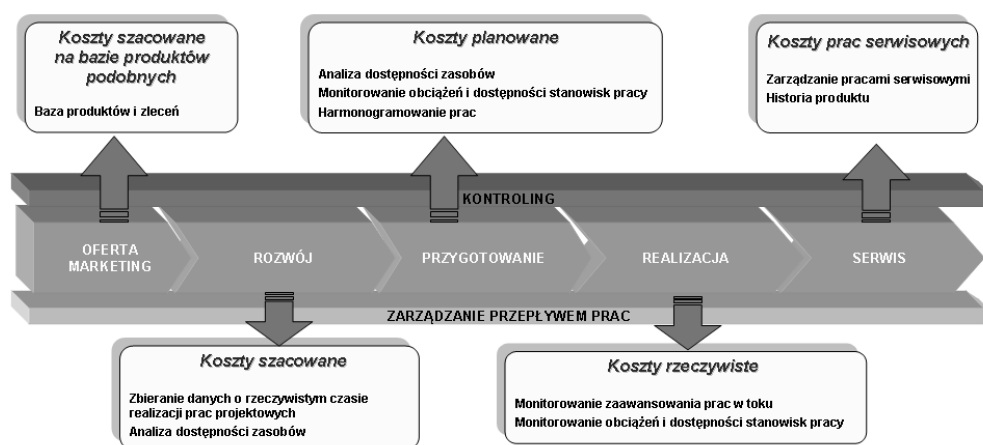 Koszty szacowane
na bazie produktów
podobnych
Baza produktów i zleceń
Koszty planowane
Analiza dostępności zasobów
Monitorowanie obciążeń i dostępności stanowisk pracy
Harmonogramowanie prac
Koszty prac serwisowych
Zarządzanie pracami serwisowymi
Historia produktu
KONTROLING
OFERTA
MARKETING
ROZWÓJ
PRZYGOTOWANIE
REALIZACJA
SERWIS
ZARZĄDZANIE PRZEPŁYWEM PRAC
Koszty szacowane
Zbieranie danych o rzeczywistym czasie
realizacji prac projektowych
Analiza dostępności zasobów
Koszty rzeczywiste
Monitorowanie zaawansowania prac w toku
Monitorowanie obciążeń i dostępności stanowisk pracy